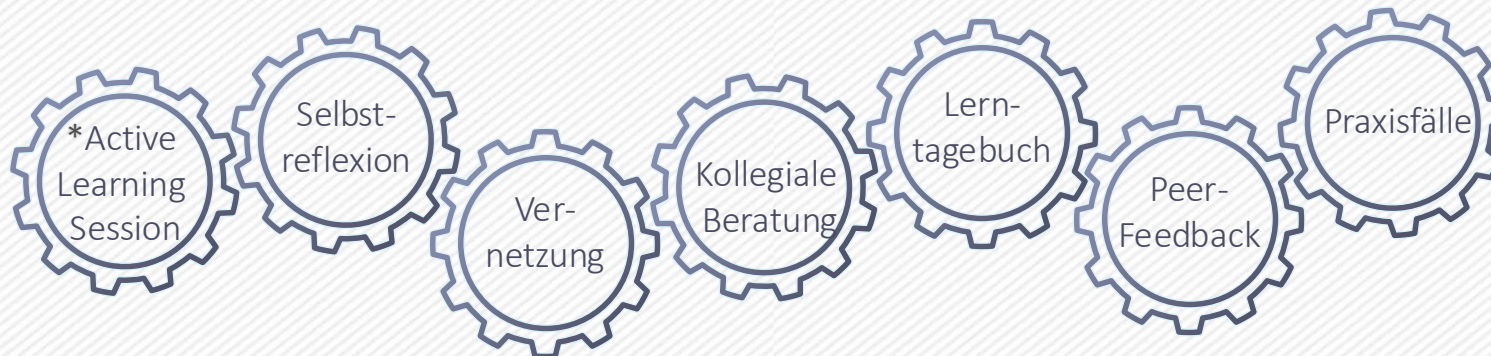 *Active
Learning
Session
Selbst-
reflexion
Ver-
netzung
Kollegiale
Beratung
Lern-
tagebuch
Peer-
Feedback
Praxisfälle